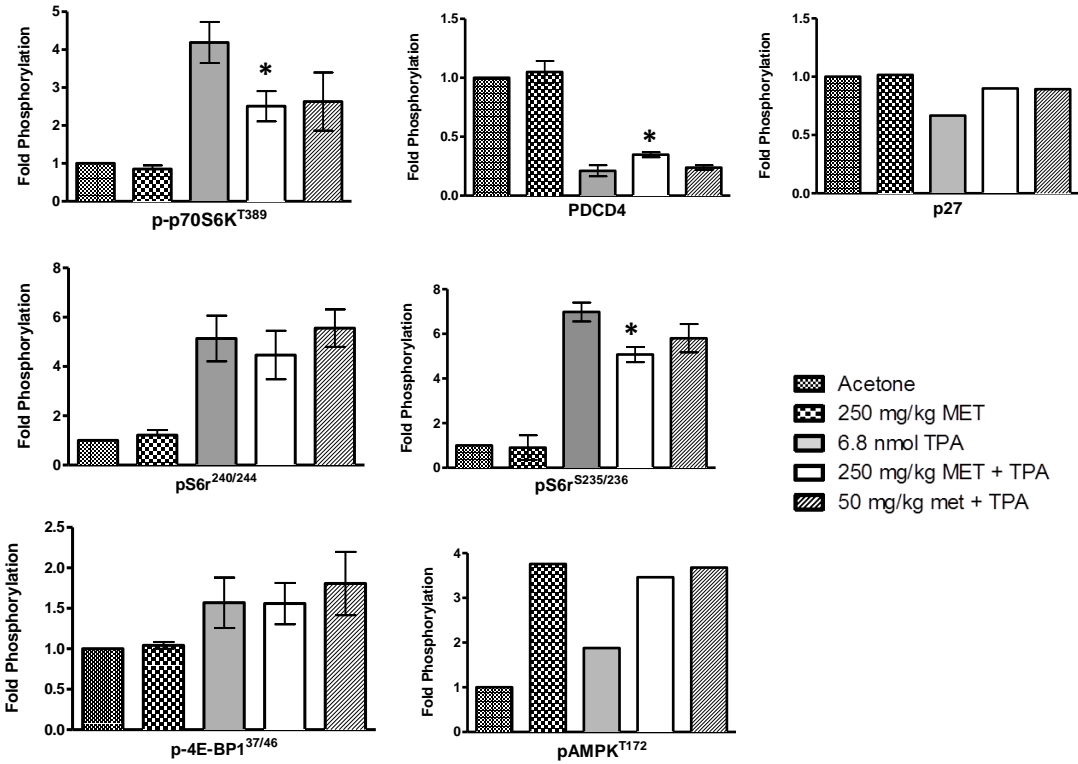 Fold Phosphorylation
5
4
3
2
1
0
*
p-p70S6K^T389
Fold Phosphorylation
1.5
1.0
0.5
0.0
*
PDCD4
Fold Phosphorylation
1.5
1.0
0.5
0.0
p27
Fold Phosphorylation
8
6
4
2
0
pS6r^240/244
Fold Phosphorylation
8
6
4
2
0
*
pS6r^S235/236
Acetone
250 mg/kg MET
6.8 nmol TPA
250 mg/kg MET + TPA
50 mg/kg met + TPA
Fold Phosphorylation
2.5
2.0
1.5
1.0
0.5
0.0
p-4E-BP1^37/46
Fold Phosphorylation
4
3
2
1
0
pAMPK^T172